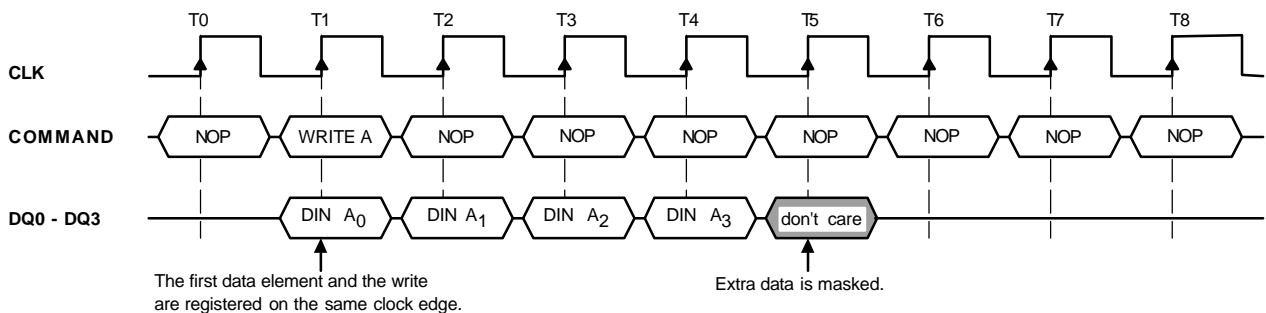 T0 T1 T2 T3 T4 T5 T6 T7 T8
CLK
COMMAND NOP WRITE A NOP NOP NOP NOP NOP NOP NOP
DQ0 - DQ3 DIN A0 DIN A1 DIN A2 DIN A3 don't care
The first data element and the write Extra data is masked.
are registered on the same clock edge.